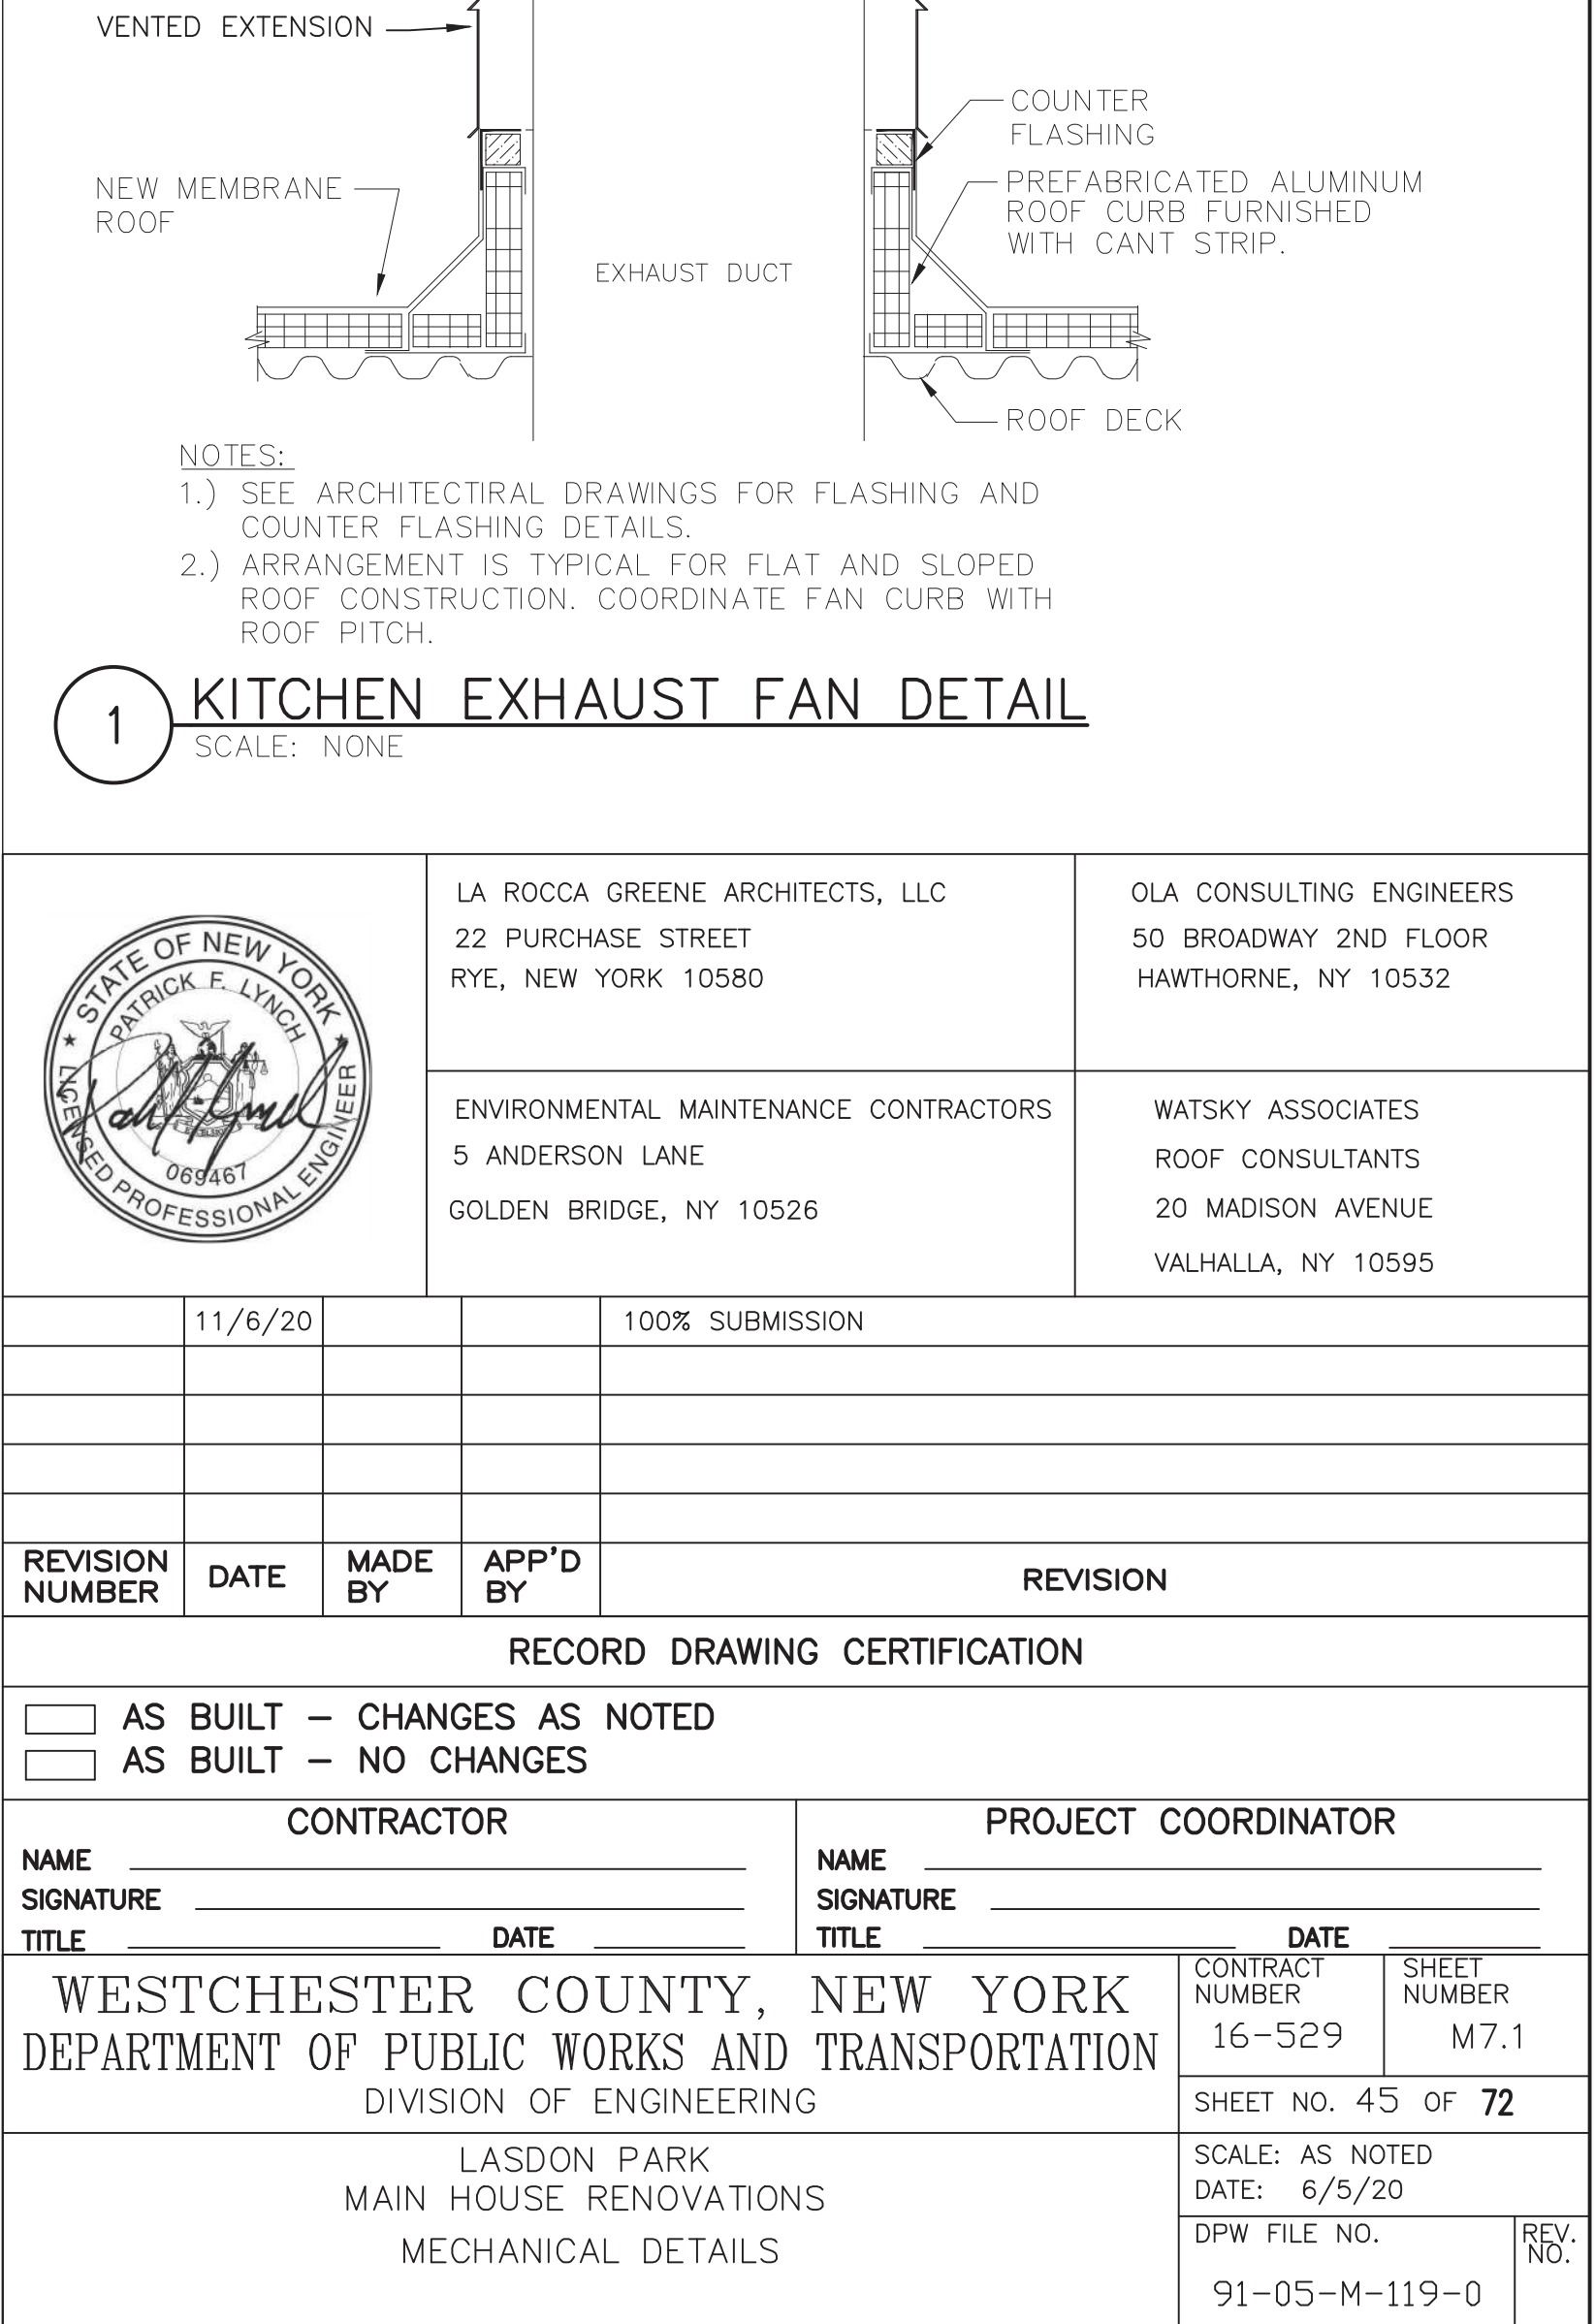 VENTED EXTENSION
COUNTER
FLASHING
NEW MEMBRANE
ROOF
PREFABRICATED ALUMINUM
ROOF CURB FURNISHED
WITH CANT STRIP.
EXHAUST DUCT
ROOF DECK
NOTES:
1.) SEE ARCHITECTIRAL DRAWINGS FOR FLASHING AND
COUNTER FLASHING DETAILS.
2.) ARRANGEMENT IS TYPICAL FOR FLAT AND SLOPED
ROOF CONSTRUCTION. COORDINATE FAN CURB WITH
ROOF PITCH.
1 KITCHEN EXHAUST FAN DETAIL
SCALE: NONE
STATE OF NEW YORK
PATRICK F. LYNCH
069467
LICENSED PROFESSIONAL ENGINEER
LA ROCCA GREENE ARCHITECTS, LLC
22 PURCHASE STREET
RYE, NEW YORK 10580
OLA CONSULTING ENGINEERS
50 BROADWAY 2ND FLOOR
HAWTHORNE, NY 10532
ENVIRONMENTAL MAINTENANCE CONTRACTORS
5 ANDERSON LANE
GOLDEN BRIDGE, NY 10526
WATSKY ASSOCIATES
ROOF CONSULTANTS
20 MADISON AVENUE
VALHALLA, NY 10595
11/6/20 100% SUBMISSION
REVISION
NUMBER
DATE
MADE
BY
APP'D
BY
REVISION
RECORD DRAWING CERTIFICATION
AS BUILT – CHANGES AS NOTED
AS BUILT – NO CHANGES
CONTRACTOR
NAME
SIGNATURE
TITLE DATE
PROJECT COORDINATOR
NAME
SIGNATURE
TITLE DATE
WESTCHESTER COUNTY, NEW YORK
DEPARTMENT OF PUBLIC WORKS AND TRANSPORTATION
DIVISION OF ENGINEERING
CONTRACT
NUMBER
16-529
SHEET
NUMBER
M7.1
SHEET NO. 45 OF 72
LASDON PARK
MAIN HOUSE RENOVATIONS
MECHANICAL DETAILS
SCALE: AS NOTED
DATE: 6/5/20
DPW FILE NO.
91-05-M-119-0
REV.
NO.